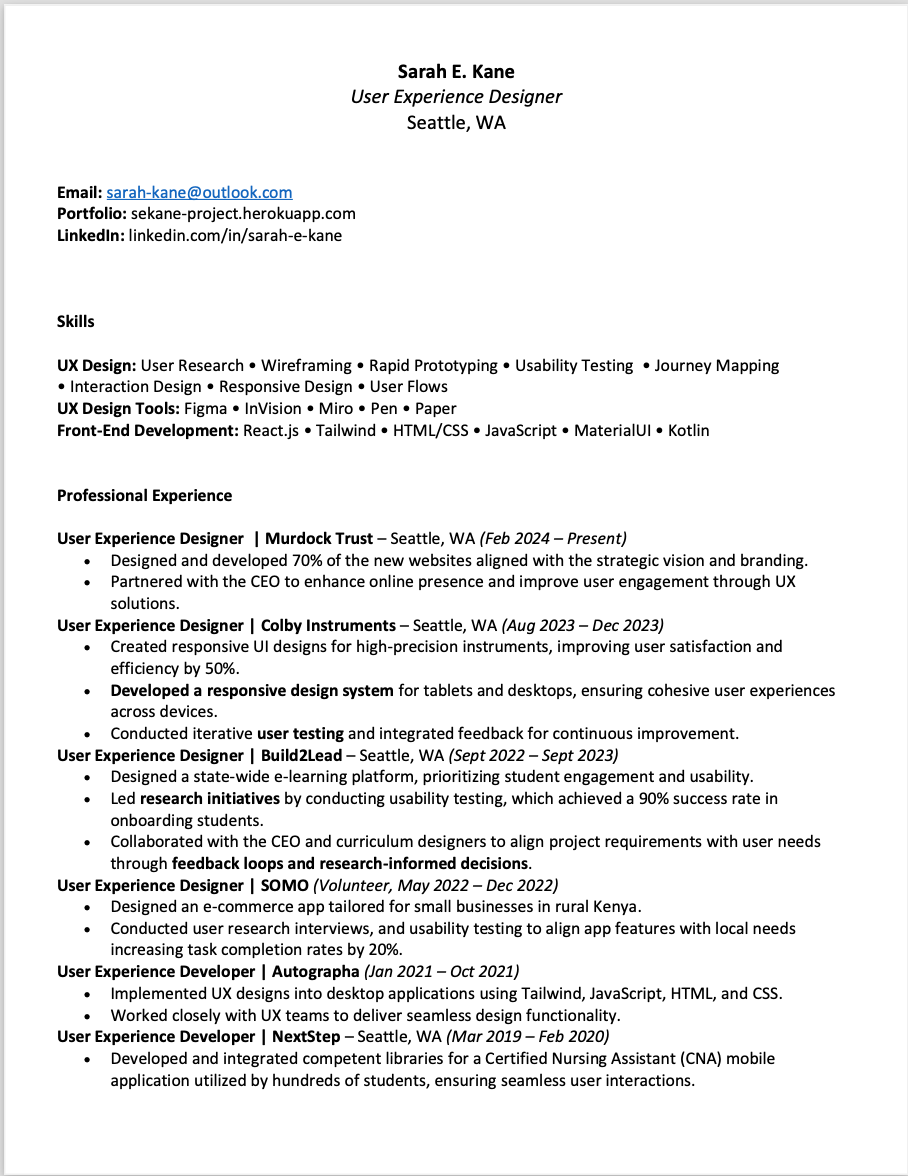 Sarah E. Kane
User Experience Designer
Seattle, WA
Email: sarah-kane@outlook.com
Portfolio: sekane-project.herokuapp.com
LinkedIn: linkedin.com/in/sarah-e-kane
Skills
UX Design: User Research • Wireframing • Rapid Prototyping • Usability Testing • Journey Mapping
• Interaction Design • Responsive Design • User Flows
UX Design Tools: Figma • InVision • Miro • Pen • Paper
Front-End Development: React.js • Tailwind • HTML/CSS • JavaScript • MaterialUI • Kotlin
Professional Experience
User Experience Designer | Murdock Trust – Seattle, WA (Feb 2024 – Present)
• Designed and developed 70% of the new websites aligned with the strategic vision and branding.
• Partnered with the CEO to enhance online presence and improve user engagement through UX
solutions.
User Experience Designer | Colby Instruments – Seattle, WA (Aug 2023 – Dec 2023)
• Created responsive UI designs for high-precision instruments, improving user satisfaction and
efficiency by 50%.
• Developed a responsive design system for tablets and desktops, ensuring cohesive user experiences
across devices.
• Conducted iterative user testing and integrated feedback for continuous improvement.
User Experience Designer | Build2Lead – Seattle, WA (Sept 2022 – Sept 2023)
• Designed a state-wide e-learning platform, prioritizing student engagement and usability.
• Led research initiatives by conducting usability testing, which achieved a 90% success rate in
onboarding students.
• Collaborated with the CEO and curriculum designers to align project requirements with user needs
through feedback loops and research-informed decisions.
User Experience Designer | SOMO (Volunteer, May 2022 – Dec 2022)
• Designed an e-commerce app tailored for small businesses in rural Kenya.
• Conducted user research interviews, and usability testing to align app features with local needs
increasing task completion rates by 20%.
User Experience Developer | Autographa (Jan 2021 – Oct 2021)
• Implemented UX designs into desktop applications using Tailwind, JavaScript, HTML, and CSS.
• Worked closely with UX teams to deliver seamless design functionality.
User Experience Developer | NextStep – Seattle, WA (Mar 2019 – Feb 2020)
• Developed and integrated competent libraries for a Certified Nursing Assistant (CNA) mobile
application utilized by hundreds of students, ensuring seamless user interactions.